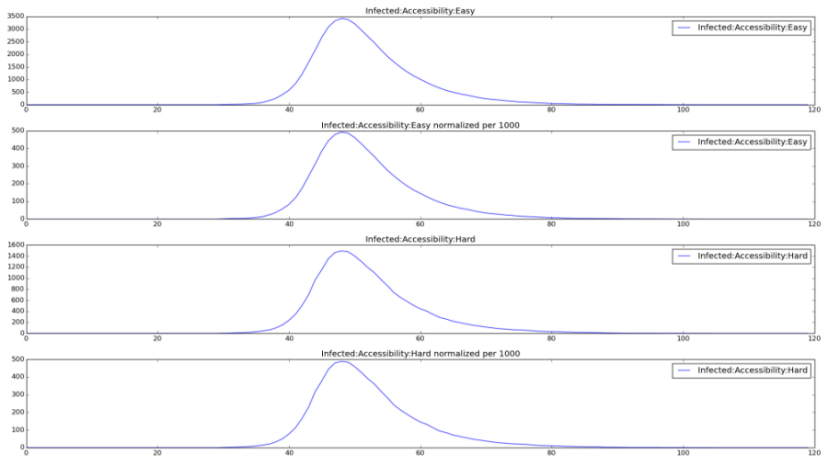 Infected:Accessibility:Easy
3500
3000
2500
2000
1500
1000
500
0
Infected:Accessibility:Easy
0 20 40 60 80 100 120
Infected:Accessibility:Easy normalized per 1000
500
400
300
200
100
0
Infected:Accessibility:Easy
0 20 40 60 80 100 120
Infected:Accessibility:Hard
1600
1400
1200
1000
800
600
400
200
0
Infected:Accessibility:Hard
0 20 40 60 80 100 120
Infected:Accessibility:Hard normalized per 1000
500
400
300
200
100
0
Infected:Accessibility:Hard
0 20 40 60 80 100 120